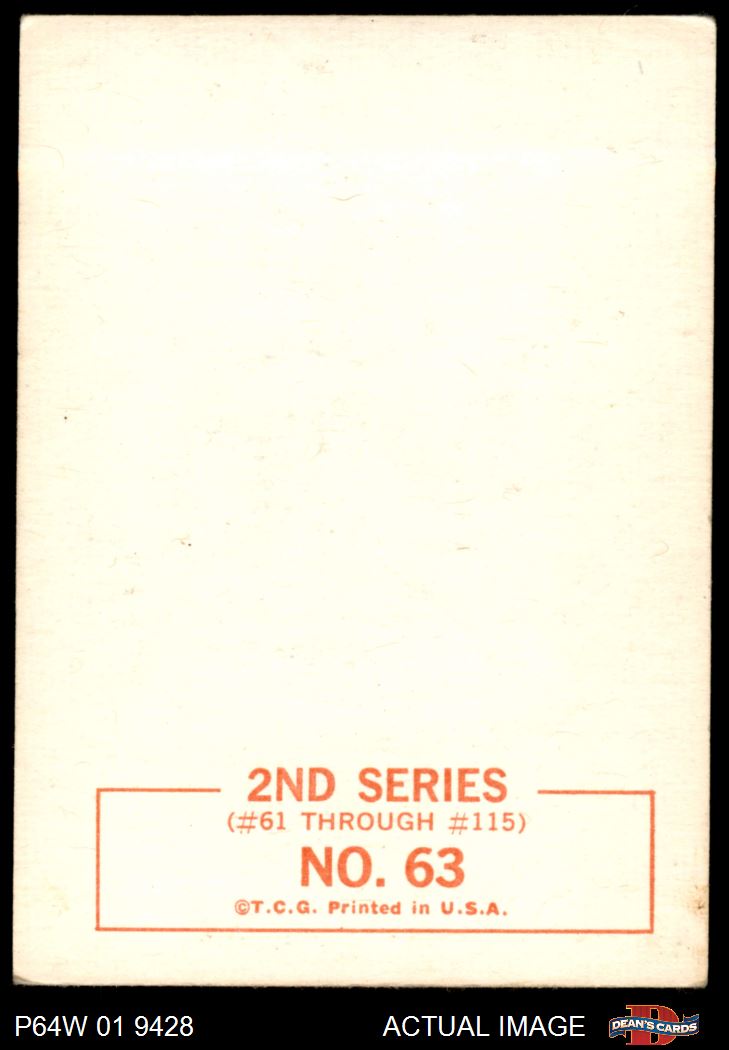 2ND SERIES
(#61 THROUGH #115)
NO. 63
©T.C.G. Printed in U.S.A.
P64W 01 9428
ACTUAL IMAGE
D
DEAN'S CARDS